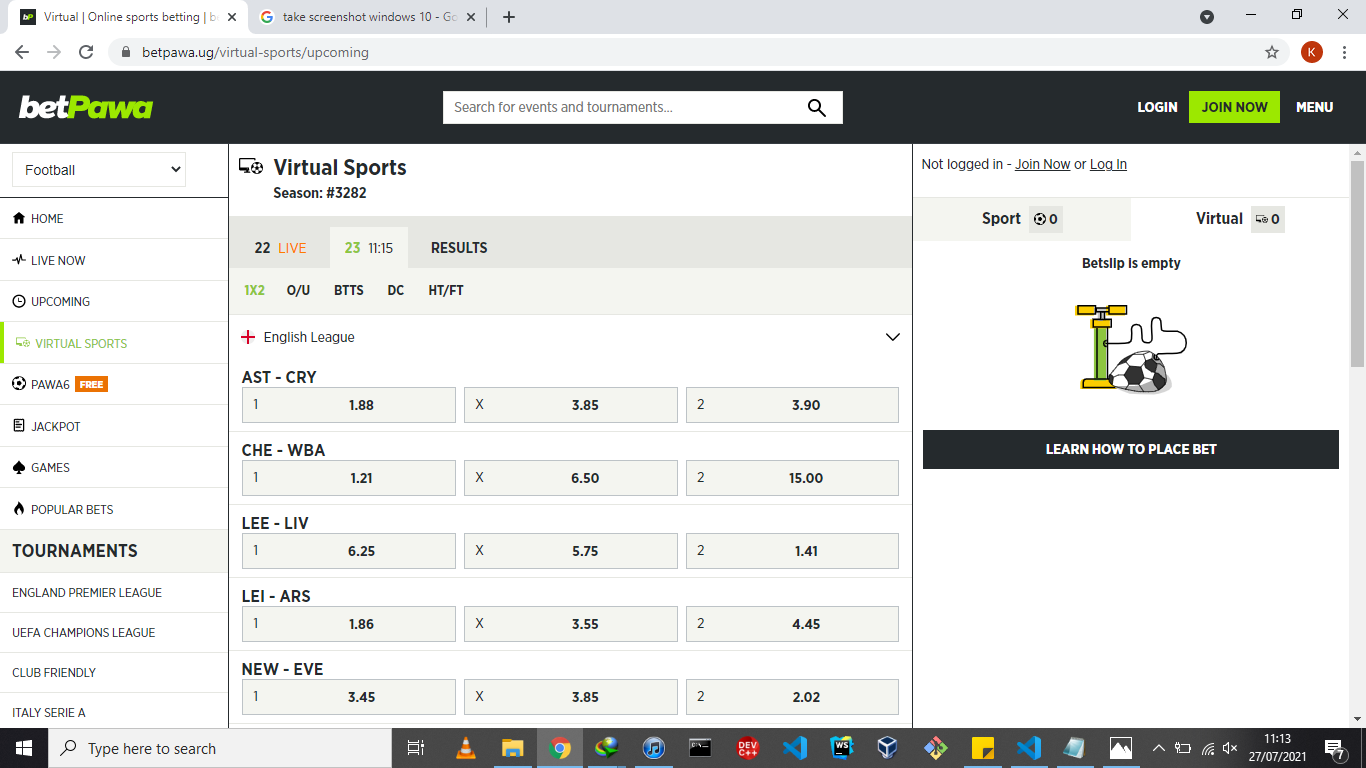 Virtual | Online sports betting | b
take screenshot windows 10 - Go
betpawa.ug/virtual-sports/upcoming
K
betPawa
Search for events and tournaments...
LOGIN
JOIN NOW
MENU
Football
HOME
LIVE NOW
UPCOMING
VIRTUAL SPORTS
PAWA6 FREE
JACKPOT
GAMES
POPULAR BETS
TOURNAMENTS
ENGLAND PREMIER LEAGUE
UEFA CHAMPIONS LEAGUE
CLUB FRIENDLY
ITALY SERIE A
Virtual Sports
Season: #3282
22 LIVE 23 11:15 RESULTS
1X2 O/U BTTS DC HT/FT
English League
AST - CRY
1 1.88 X 3.85 2 3.90
CHE - WBA
1 1.21 X 6.50 2 15.00
LEE - LIV
1 6.25 X 5.75 2 1.41
LEI - ARS
1 1.86 X 3.55 2 4.45
NEW - EVE
1 3.45 X 3.85 2 2.02
Not logged in - Join Now or Log In
Sport 0 Virtual 0
Betslip is empty
LEARN HOW TO PLACE BET
Type here to search
DEV C++
WS
11:13
27/07/2021
7